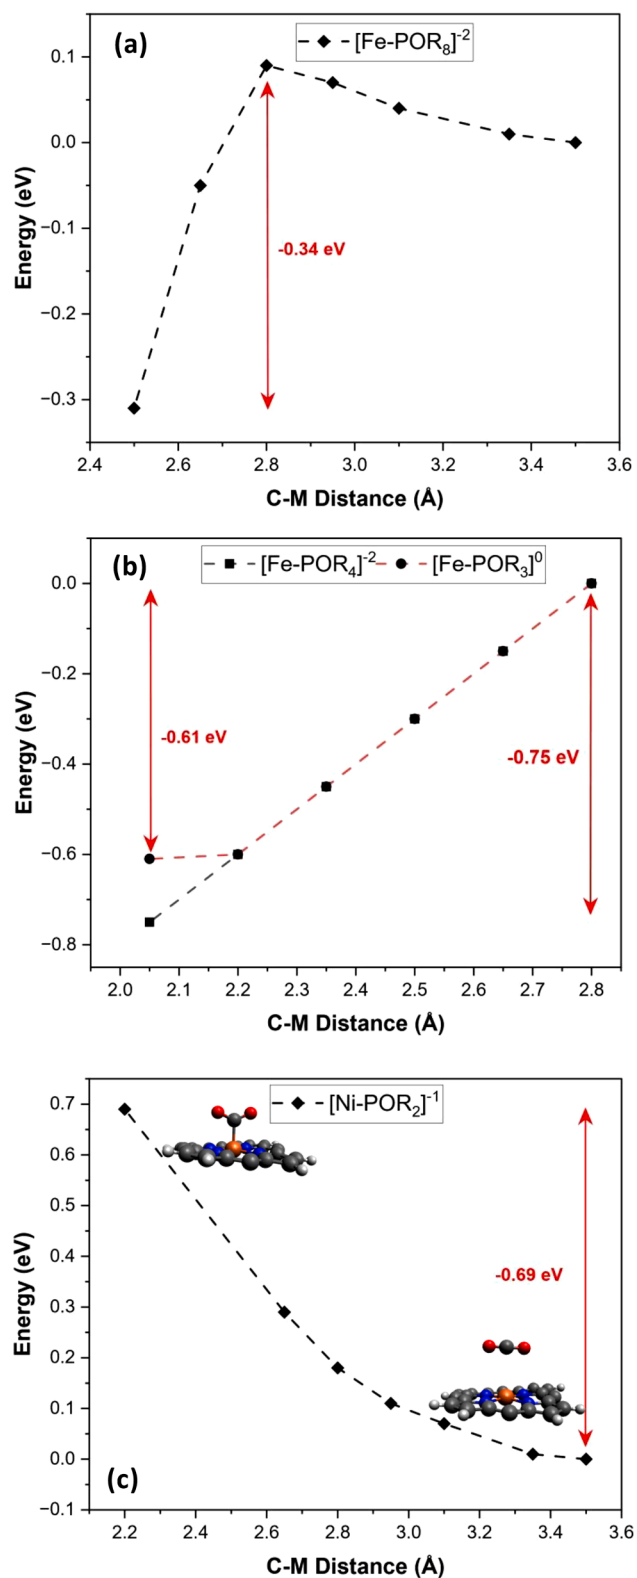 (a)
[Fe-POR₈]⁻²
0.1
0.0
−0.1
−0.2
−0.3
Energy (eV)
-0.34 eV
2.4 2.6 2.8 3.0 3.2 3.4 3.6
C-M Distance (Å)
(b)
[Fe-POR₄]⁻² [Fe-POR₃]⁰
0.0
−0.2
−0.4
−0.6
−0.8
Energy (eV)
-0.61 eV
-0.75 eV
2.0 2.1 2.2 2.3 2.4 2.5 2.6 2.7 2.8
C-M Distance (Å)
[Ni-POR₂]⁻¹
0.7
0.6
0.5
0.4
0.3
0.2
0.1
0.0
−0.1
Energy (eV)
-0.69 eV
(c)
2.2 2.4 2.6 2.8 3.0 3.2 3.4 3.6
C-M Distance (Å)